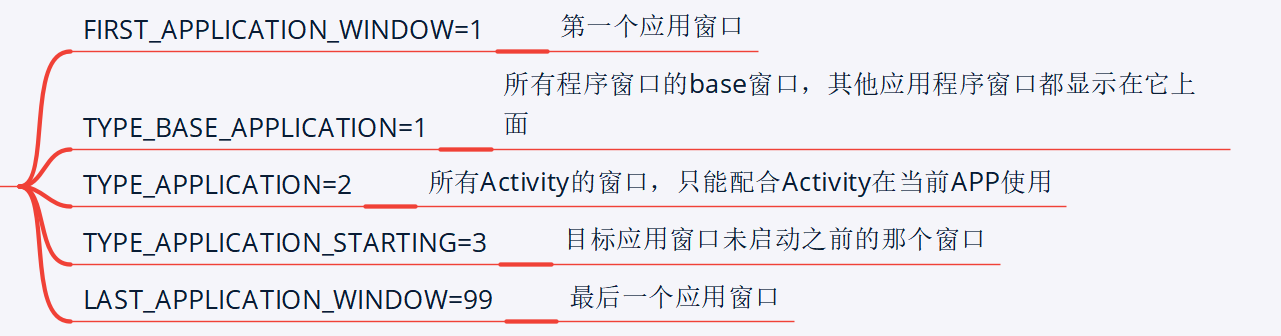 FIRST_APPLICATION_WINDOW=1 第一个应用窗口
所有程序窗口的base窗口，其他应用程序窗口都显示在它上
面
TYPE_BASE_APPLICATION=1
TYPE_APPLICATION=2 所有Activity的窗口，只能配合Activity在当前APP使用
TYPE_APPLICATION_STARTING=3 目标应用窗口未启动之前的那个窗口
LAST_APPLICATION_WINDOW=99 最后一个应用窗口